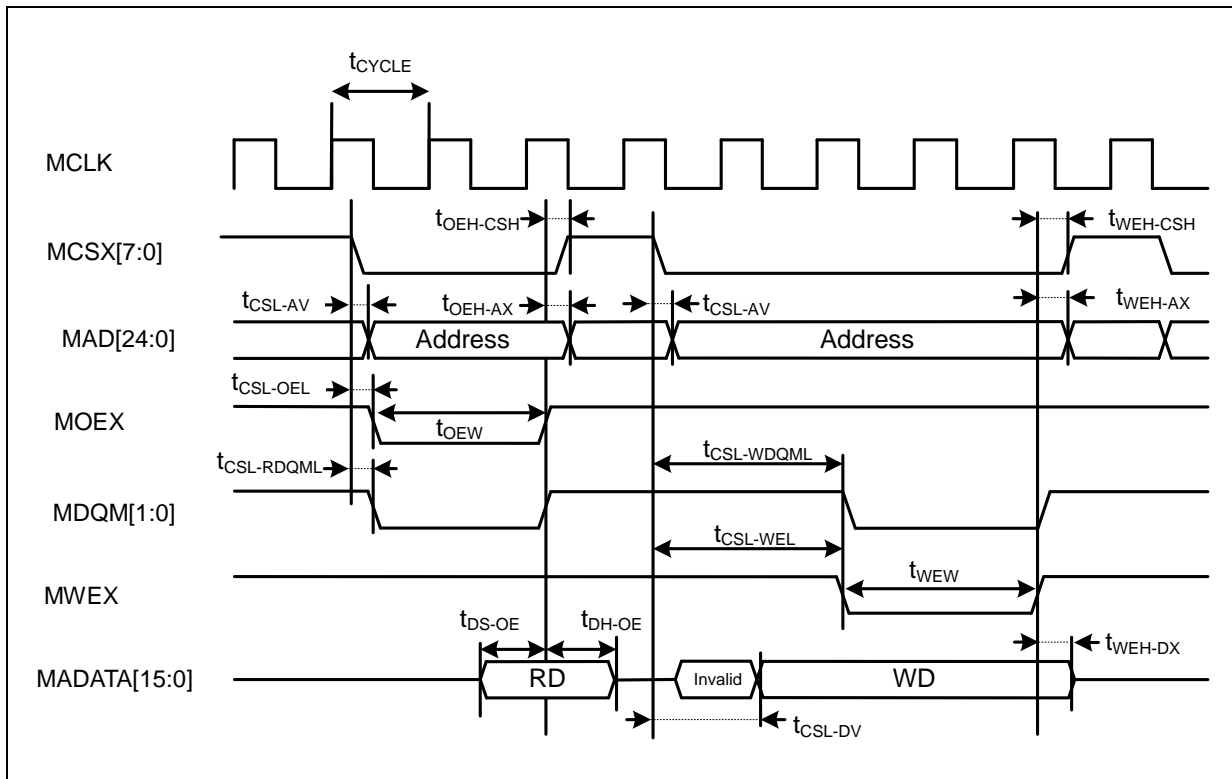 tCYCLE
MCLK
tOEH-CSH
tWEH-CSH
MCSX[7:0]
tCSL-AV
tOEH-AX
tCSL-AV
tWEH-AX
MAD[24:0]
Address
Address
tCSL-OEL
MOEX
tOEW
tCSL-WDQML
tCSL-RDQML
MDQM[1:0]
tCSL-WEL
tWEW
MWEX
tDS-OE
tDH-OE
tWEH-DX
MADATA[15:0]
RD
Invalid
WD
tCSL-DV